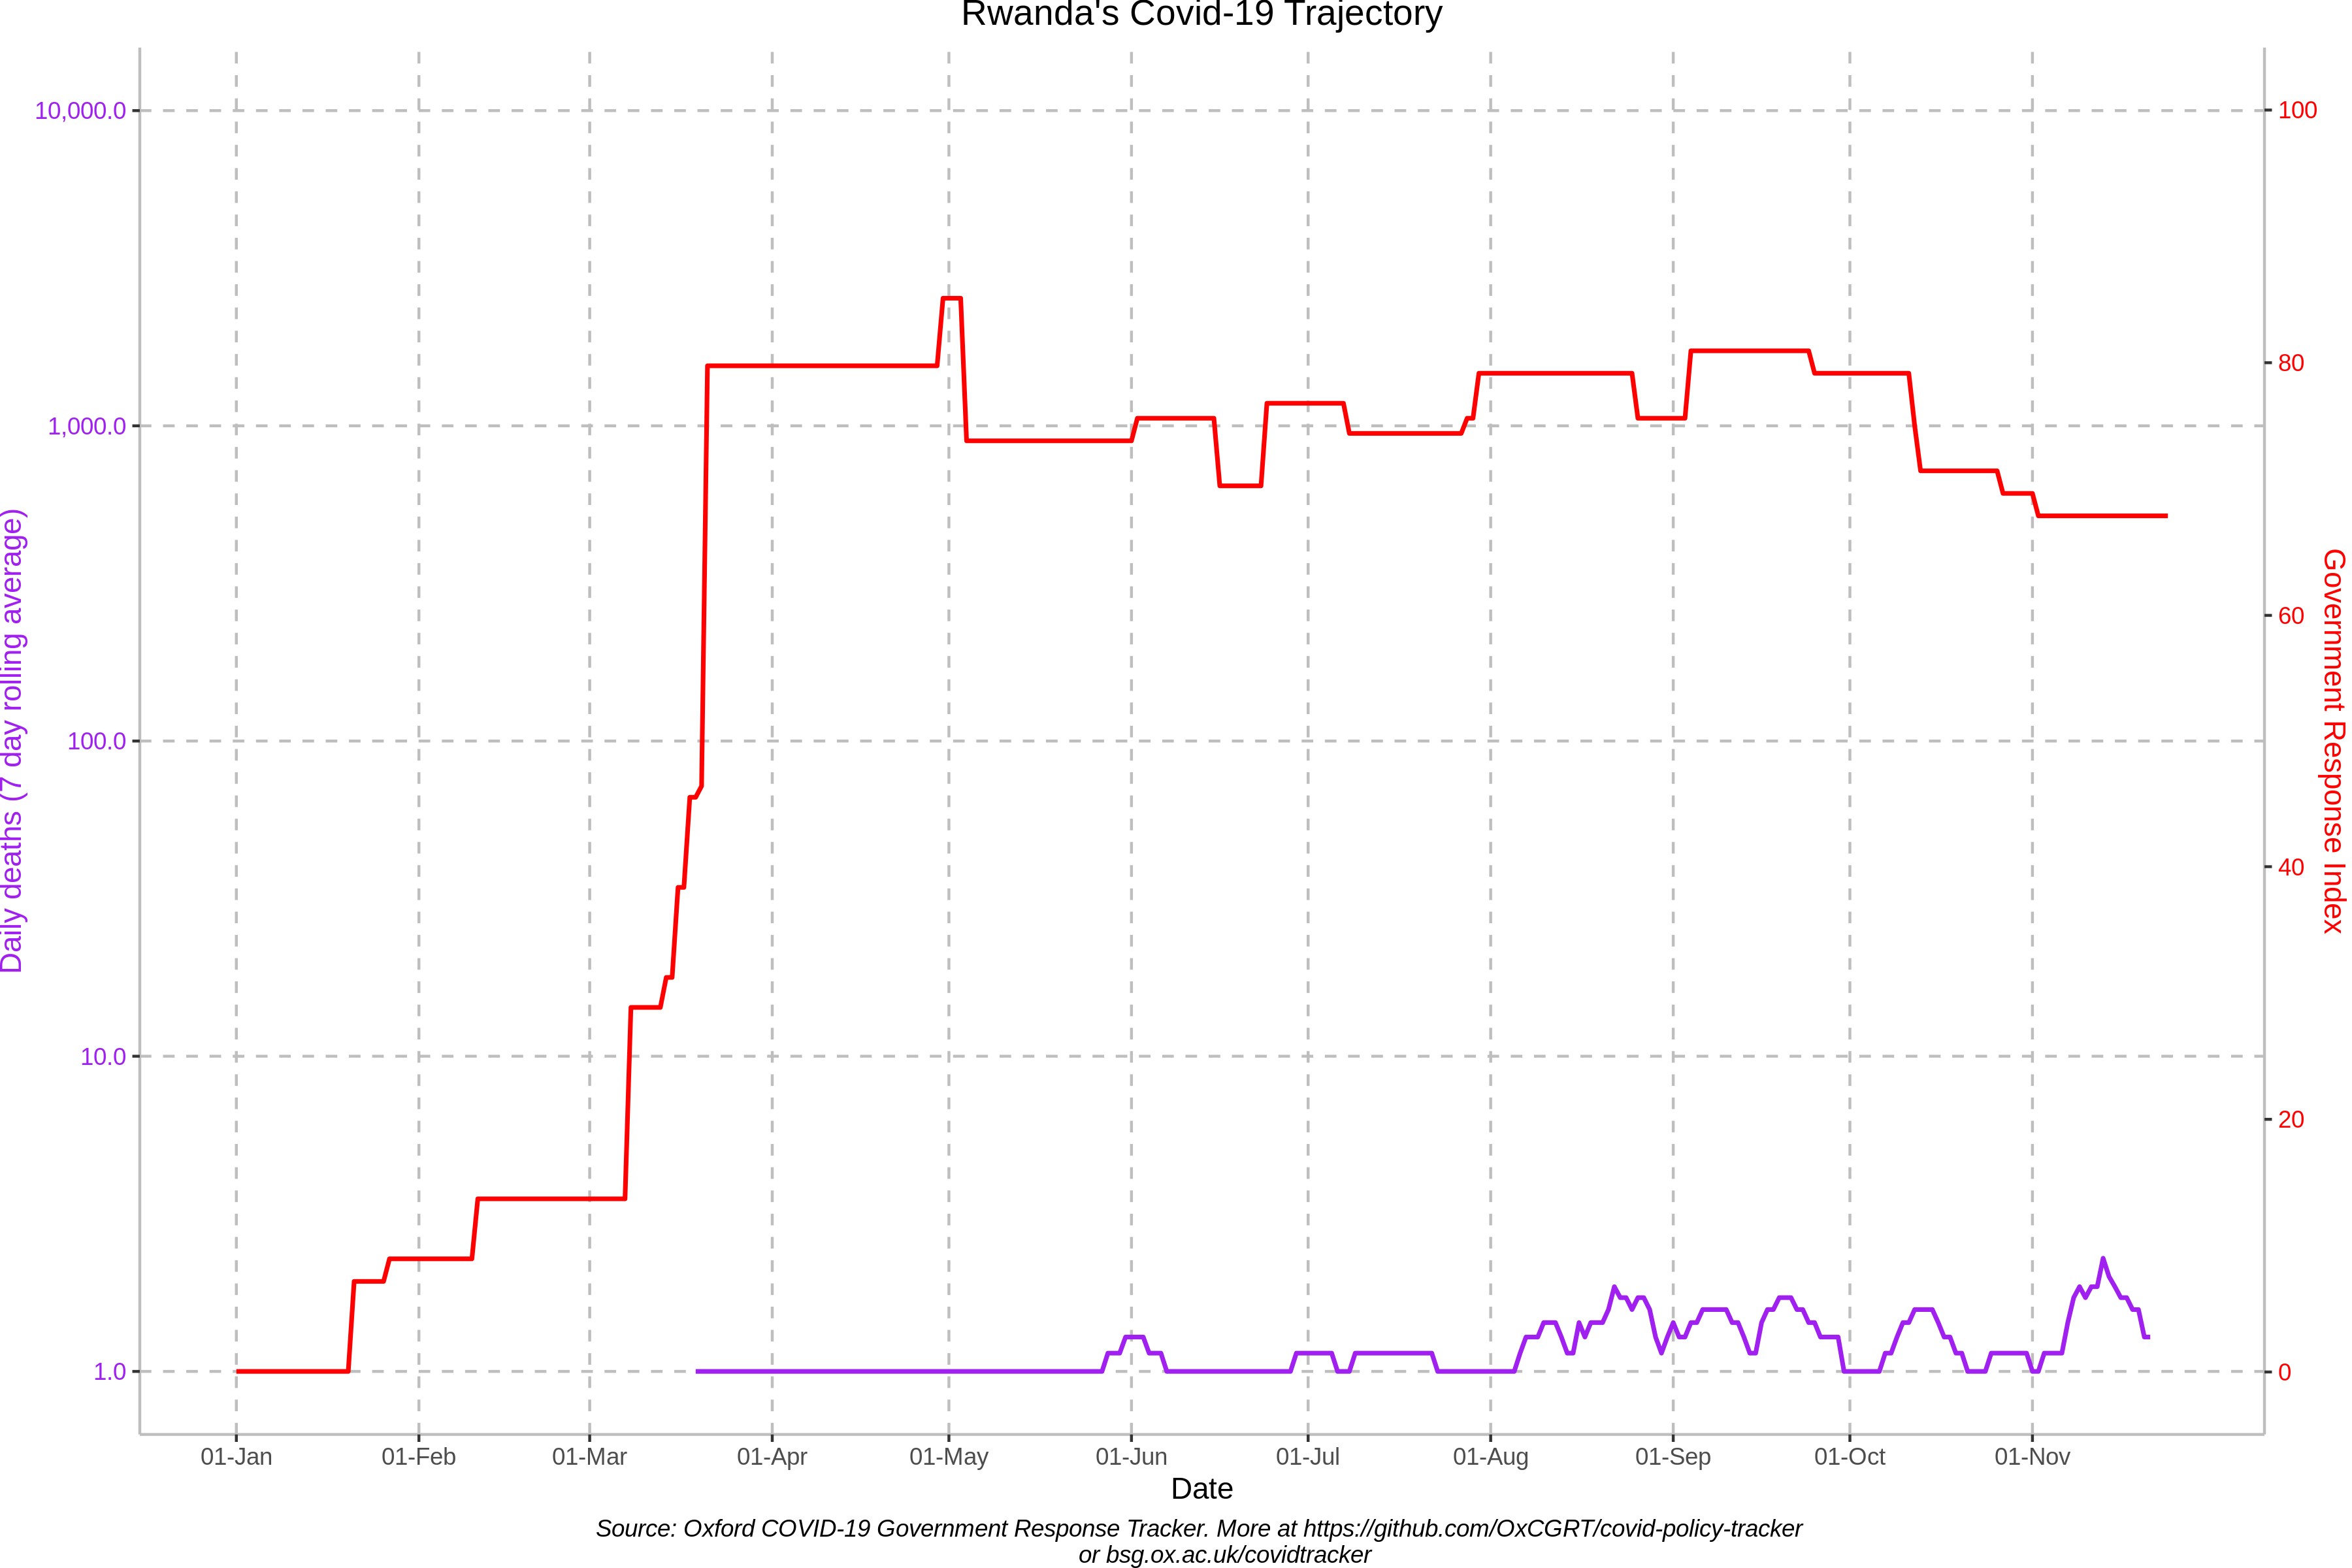 Rwanda's Covid-19 Trajectory
10,000.0
1,000.0
100.0
10.0
1.0
Daily deaths (7 day rolling average)
100
80
60
40
20
0
Government Response Index
01-Jan 01-Feb 01-Mar 01-Apr 01-May 01-Jun 01-Jul 01-Aug 01-Sep 01-Oct 01-Nov
Date
Source: Oxford COVID-19 Government Response Tracker. More at https://github.com/OxCGRT/covid-policy-tracker
or bsg.ox.ac.uk/covidtracker